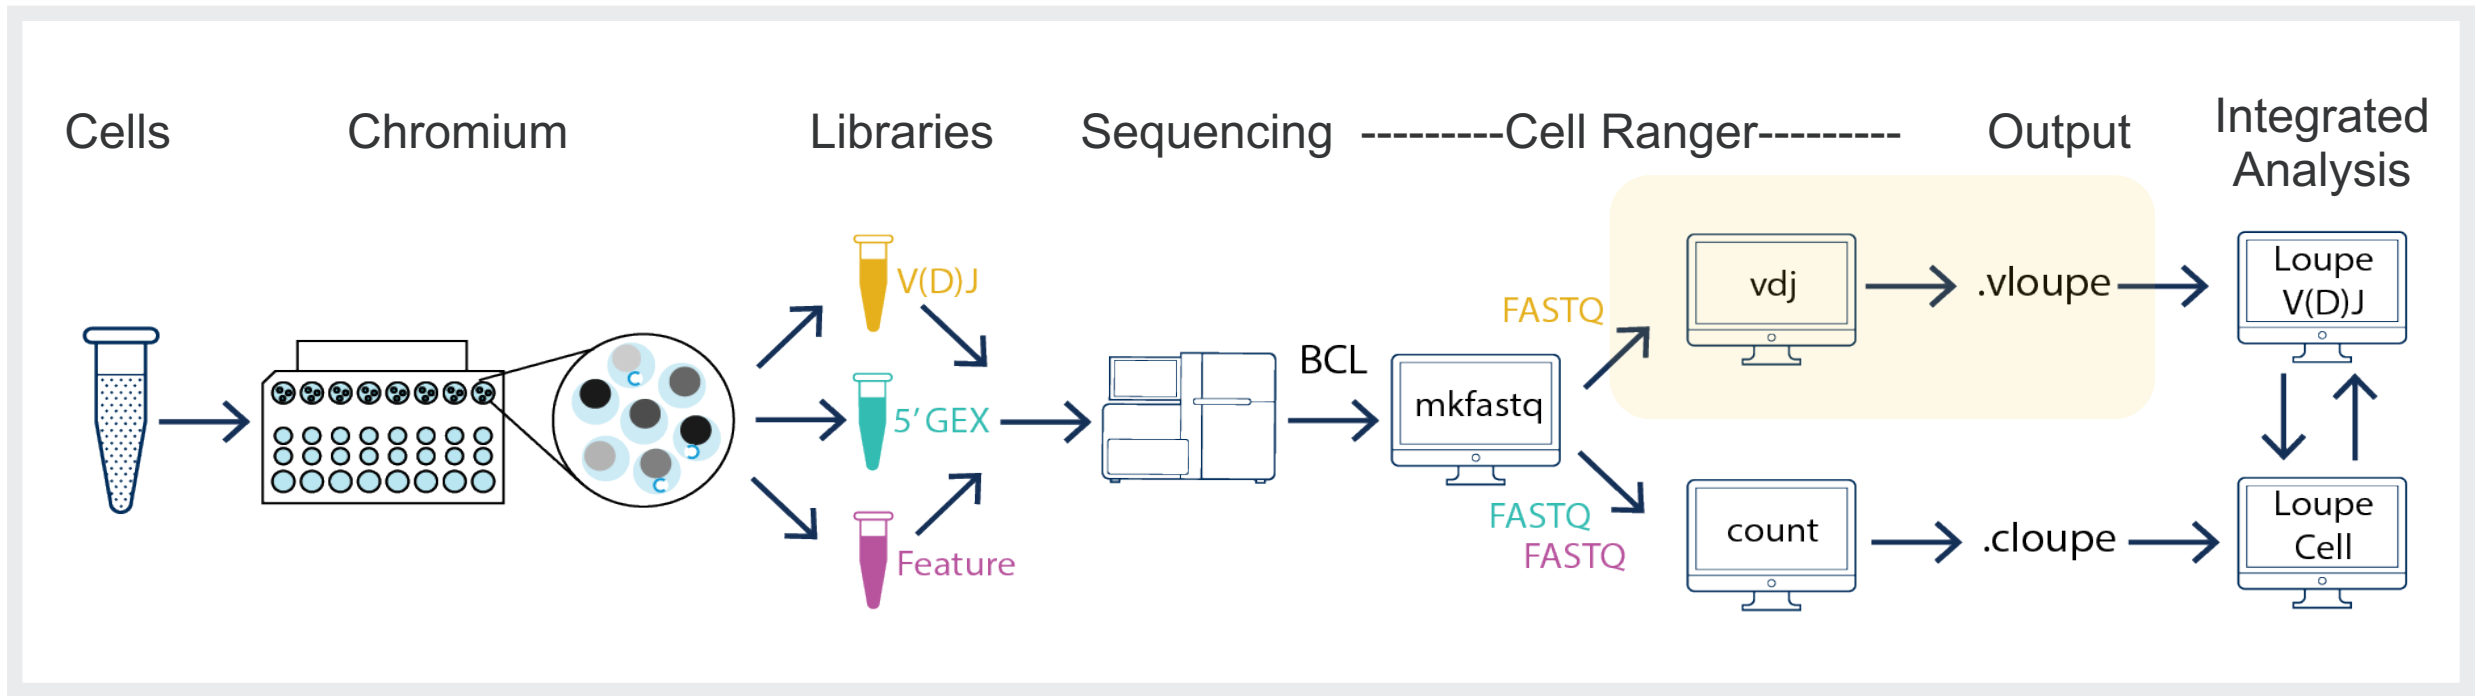 Cells
Chromium
Libraries
Sequencing
---------Cell Ranger---------
Output
Integrated
Analysis
V(D)J
5’ GEX
Feature
BCL
mkfastq
FASTQ
FASTQ
FASTQ
vdj
.vloupe
Loupe
V(D)J
count
.cloupe
Loupe
Cell